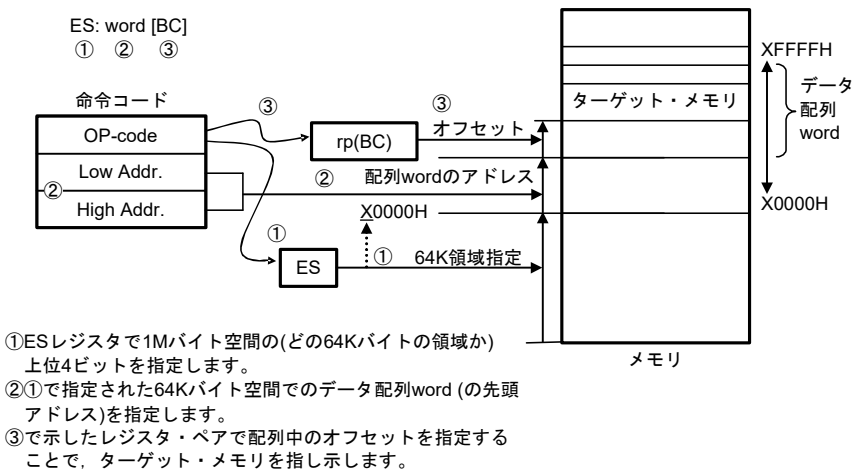 ES: word [BC]
① ② ③
XFFFFH
データ
配列
word
命令コード
③
③
ターゲット・メモリ
OP-code
rp(BC)
オフセット
Low Addr.
②
②
配列wordのアドレス
High Addr.
X0000H
X0000H
①
ES
①
64K領域指定
メモリ
①ESレジスタで1Mバイト空間の(どの64Kバイトの領域か)
上位4ビットを指定します。
②①で指定された64Kバイト空間でのデータ配列word (の先頭
アドレス)を指定します。
③で示したレジスタ・ペアで配列中のオフセットを指定する
ことで，ターゲット・メモリを指し示します。